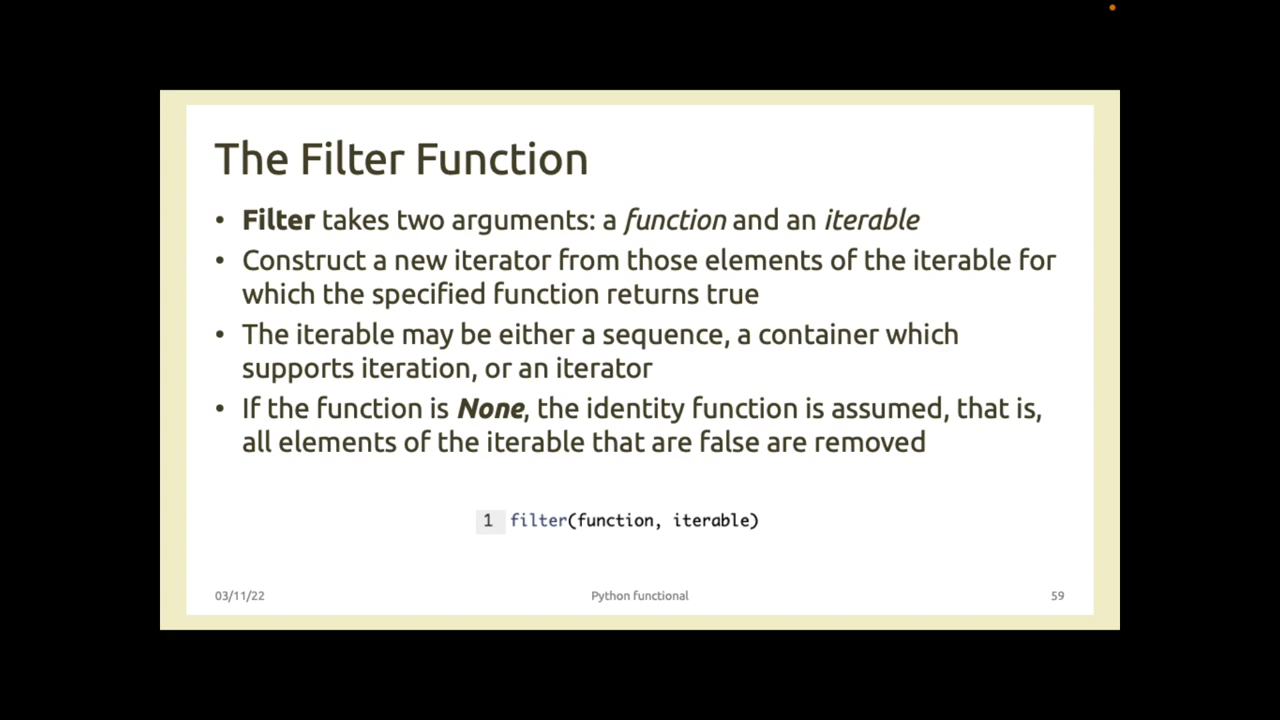 The Filter Function
• Filter takes two arguments: a function and an iterable
• Construct a new iterator from those elements of the iterable for
which the specified function returns true
• The iterable may be either a sequence, a container which
supports iteration, or an iterator
• If the function is None, the identity function is assumed, that is,
all elements of the iterable that are false are removed
1 filter(function, iterable)
03/11/22 Python functional 59